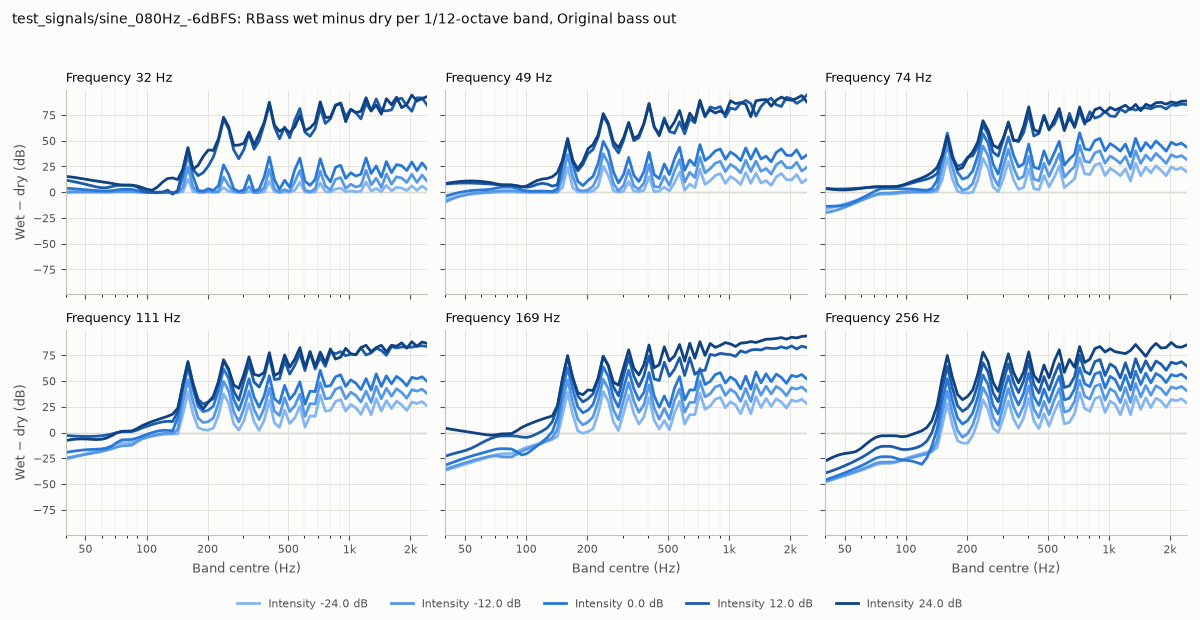 test_signals/sine_080Hz_-6dBFS: RBass wet minus dry per 1/12-octave band, Original bass out
Frequency 32 Hz
Frequency 49 Hz
Frequency 74 Hz
Wet − dry (dB)
75
50
25
0
−25
−50
−75
Frequency 111 Hz
Frequency 169 Hz
Frequency 256 Hz
Wet − dry (dB)
75
50
25
0
−25
−50
−75
50 100 200 500 1k 2k
50 100 200 500 1k 2k
50 100 200 500 1k 2k
Band centre (Hz)
Band centre (Hz)
Band centre (Hz)
Intensity -24.0 dB
Intensity -12.0 dB
Intensity 0.0 dB
Intensity 12.0 dB
Intensity 24.0 dB